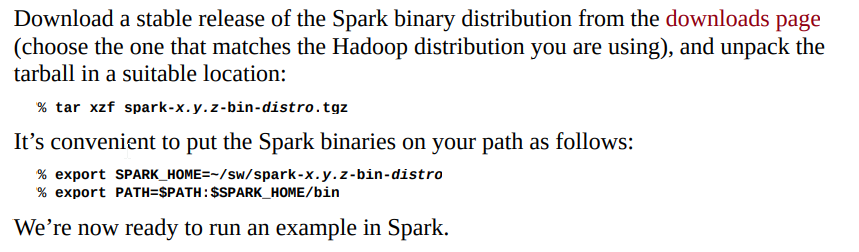 Download a stable release of the Spark binary distribution from the downloads page
(choose the one that matches the Hadoop distribution you are using), and unpack the
tarball in a suitable location:
% tar xzf spark-x.y.z-bin-distro.tgz
It’s convenient to put the Spark binaries on your path as follows:
% export SPARK_HOME=~/sw/spark-x.y.z-bin-distro
% export PATH=$PATH:$SPARK_HOME/bin
We’re now ready to run an example in Spark.